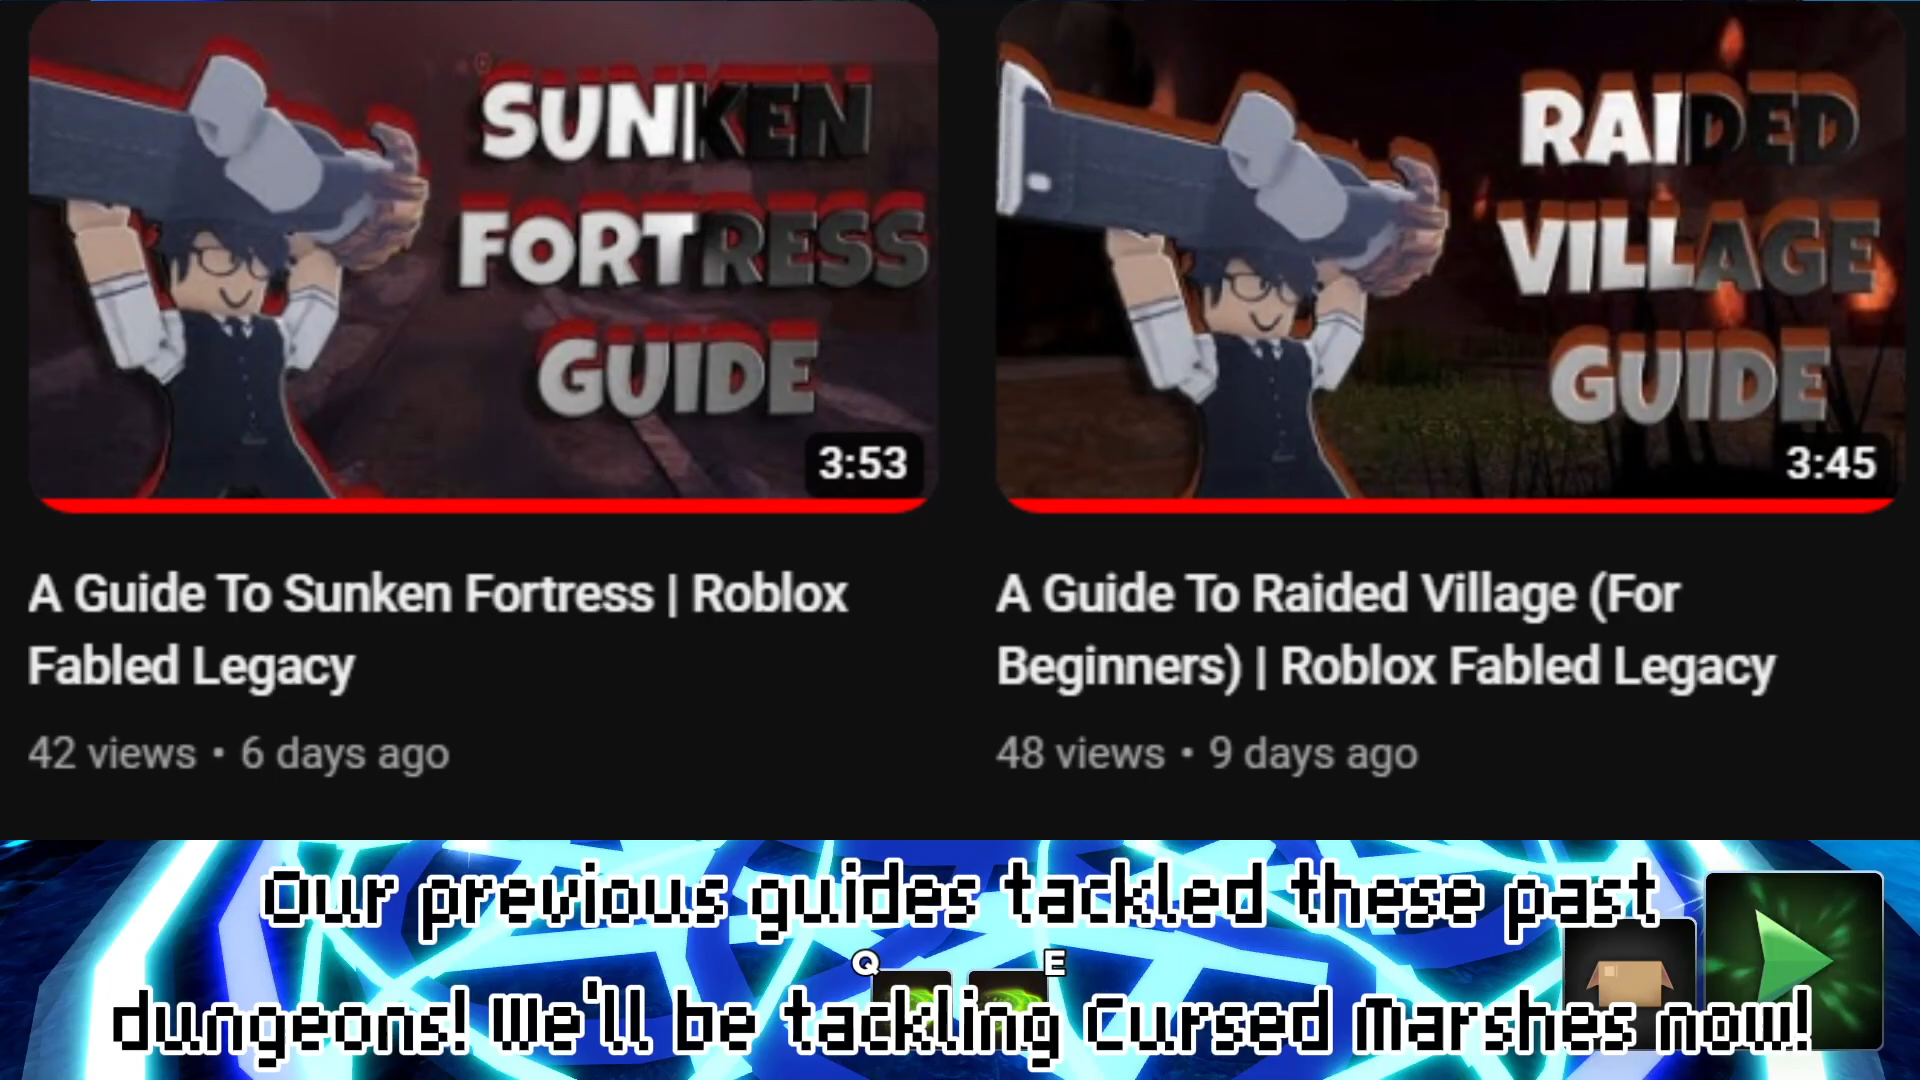 SUNKEN
FORTRESS
GUIDE
3:53
A Guide To Sunken Fortress | Roblox
Fabled Legacy
42 views • 6 days ago
RAIDED
VILLAGE
GUIDE
3:45
A Guide To Raided Village (For
Beginners) | Roblox Fabled Legacy
48 views • 9 days ago
Our previous guides tackled these past
Q E
dungeons! We'll be tackling Cursed Marshes now!